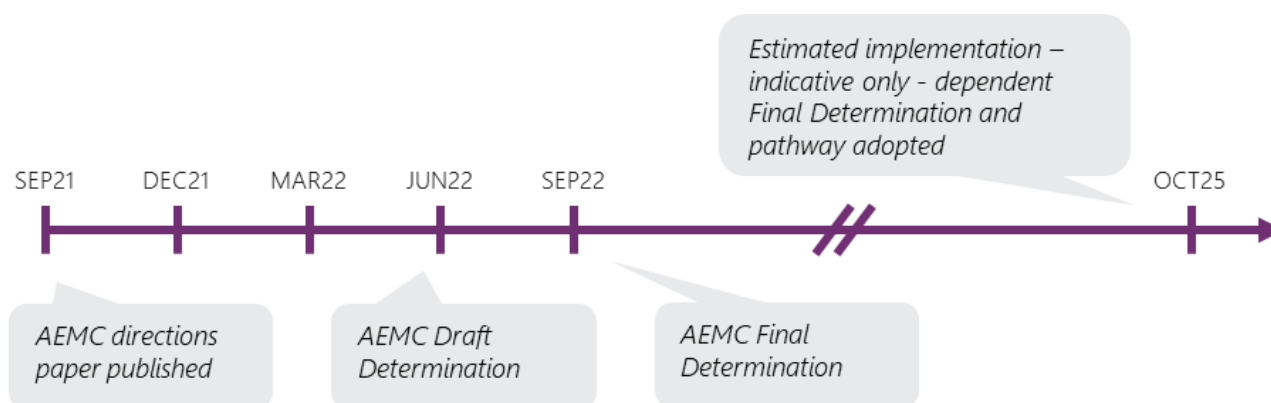 Estimated implementation –
indicative only - dependent
Final Determination and
pathway adopted
SEP21 DEC21 MAR22 JUN22 SEP22 OCT25
AEMC directions
paper published
AEMC Draft
Determination
AEMC Final
Determination